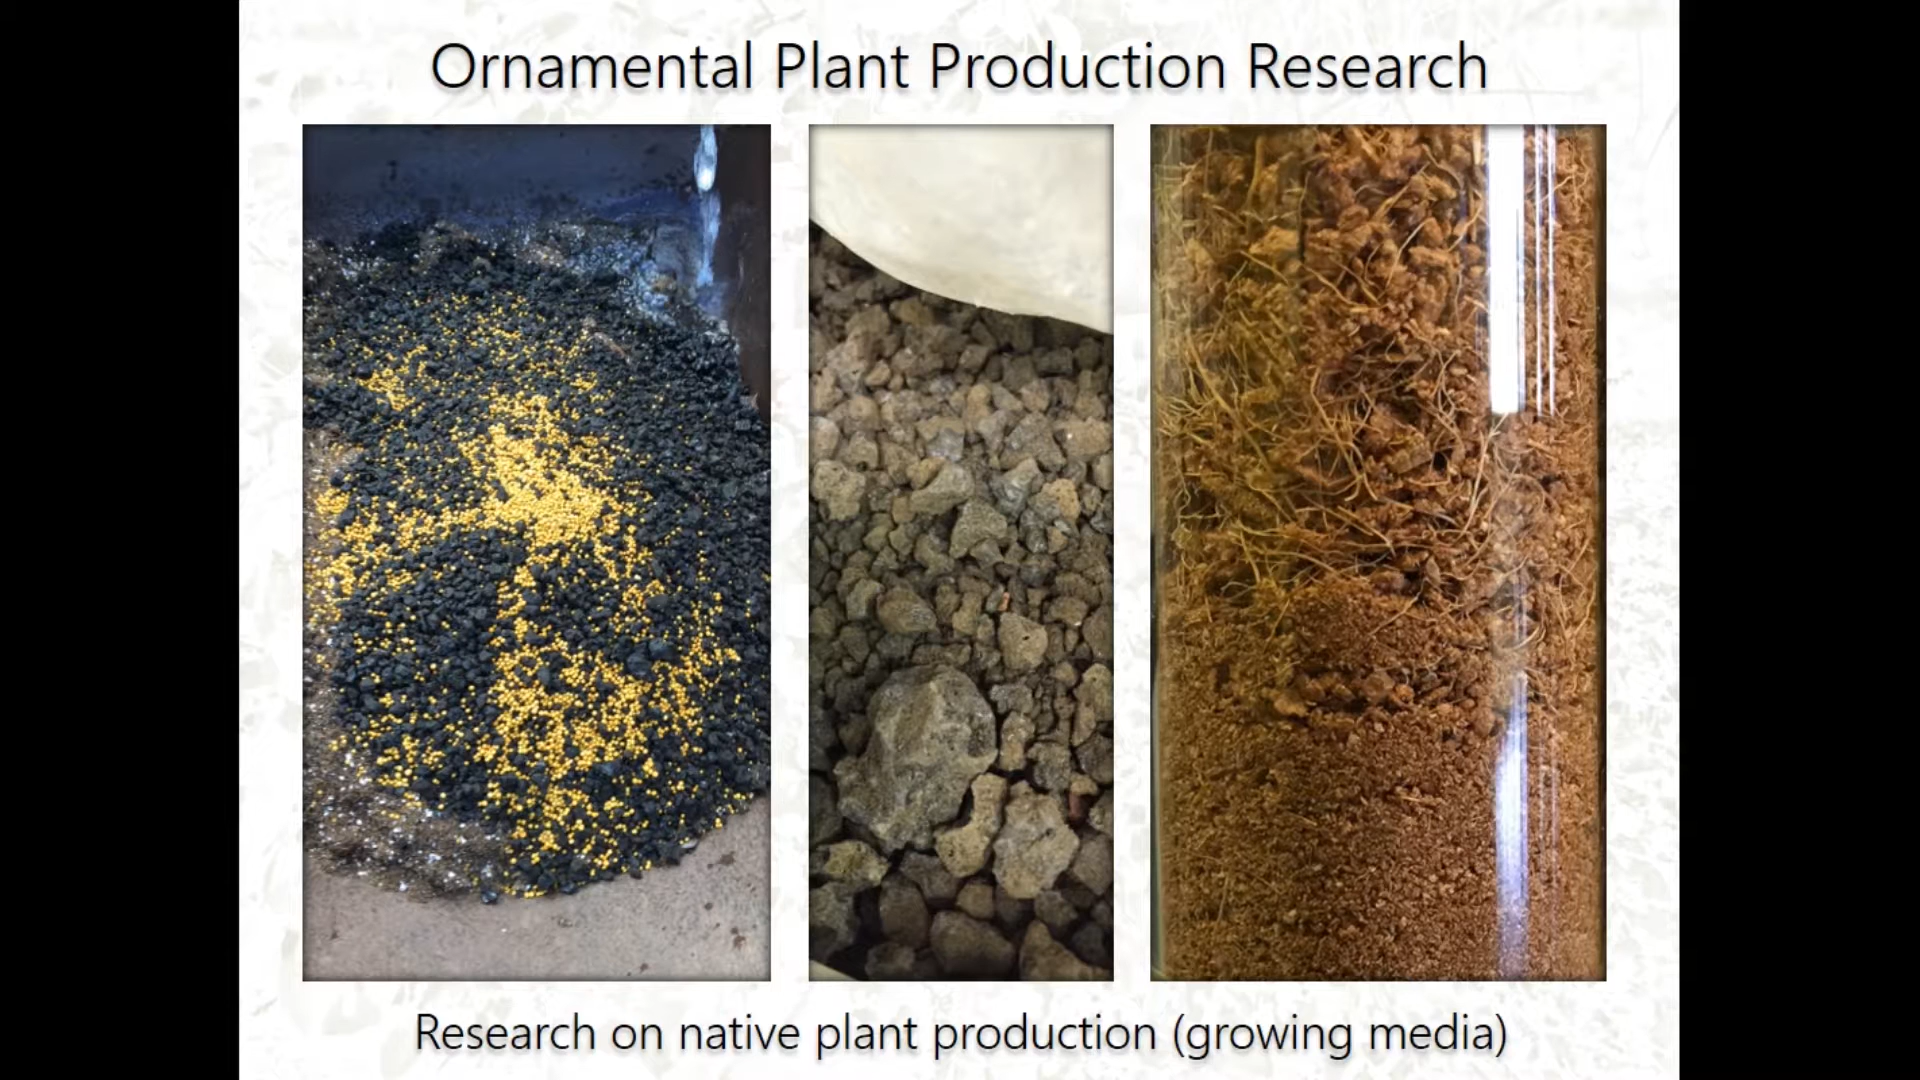 Ornamental Plant Production Research
Research on native plant production (growing media)